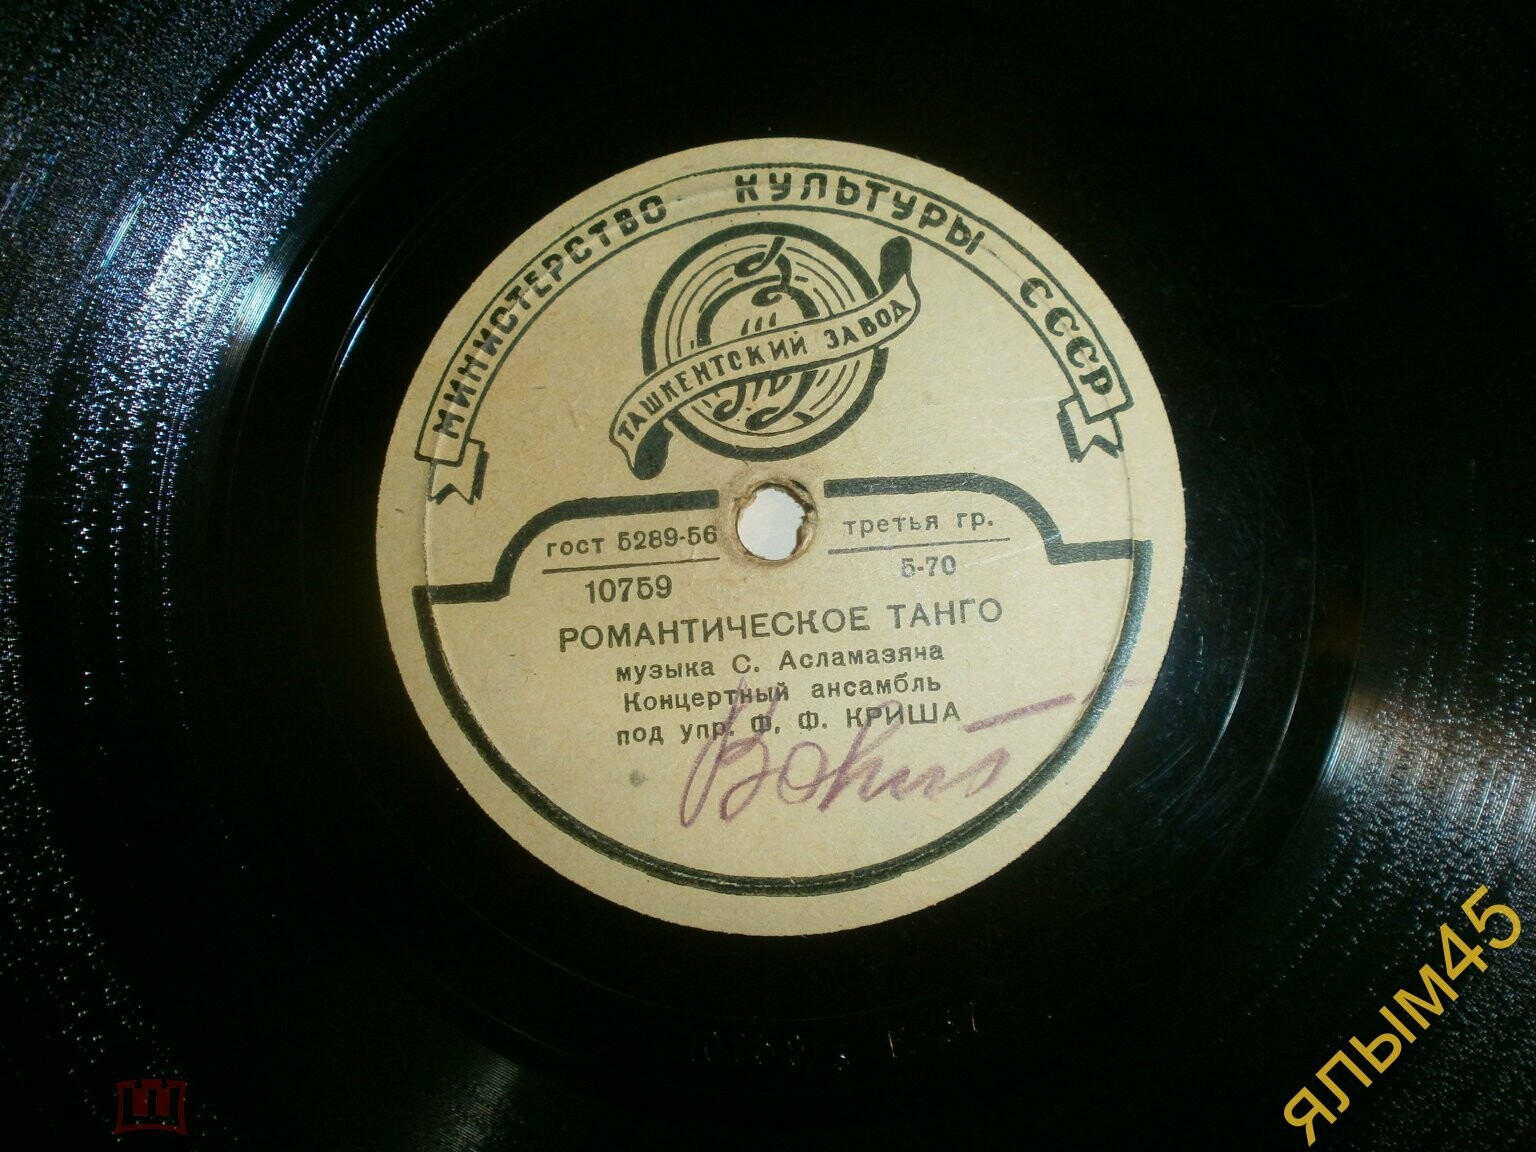 МИНИСТЕРСТВО КУЛЬТУРЫ СССР
ТАШКЕНТСКИЙ ЗАВОД
гост 5289-56 третья гр.
10759 5-70
РОМАНТИЧЕСКОЕ ТАНГО
музыка С. Асламазяна
Концертный ансамбль
под упр. Ф. Ф. КРИША
ялым45